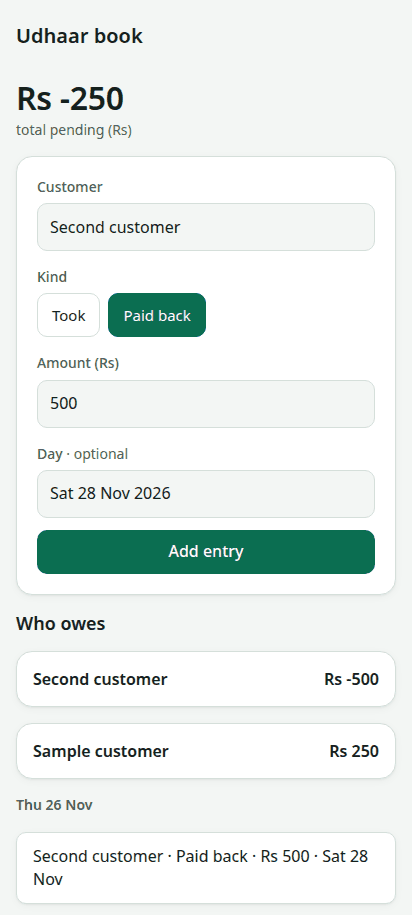 Udhaar book
Rs -250
total pending (Rs)
Customer
Second customer
Kind
Took
Paid back
Amount (Rs)
500
Day · optional
Sat 28 Nov 2026
Add entry
Who owes
Second customer
Rs -500
Sample customer
Rs 250
Thu 26 Nov
Second customer · Paid back · Rs 500 · Sat 28
Nov